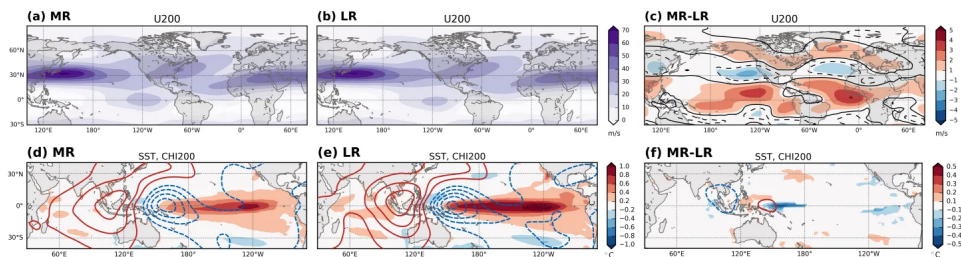 (a) MR
U200
(b) LR
U200
(c) MR-LR
U200
60°N
30°N
0°
30°S
120°E 180° 120°W 60°W 0° 60°E
120°E 180° 120°W 60°W 0° 60°E
120°E 180° 120°W 60°W 0° 60°E
70
60
50
40
30
20
10
0
m/s
5
4
3
2
1
0
−1
−2
−3
−4
−5
m/s
(d) MR
SST, CHI200
(e) LR
SST, CHI200
(f) MR-LR
SST, CHI200
30°N
0°
30°S
60°E 120°E 180° 120°W
60°E 120°E 180° 120°W
60°E 120°E 180° 120°W
1.0
0.8
0.6
0.4
0.2
0.0
−0.2
−0.4
−0.6
−0.8
−1.0
°C
0.5
0.4
0.3
0.2
0.1
0.0
−0.1
−0.2
−0.3
−0.4
−0.5
°C